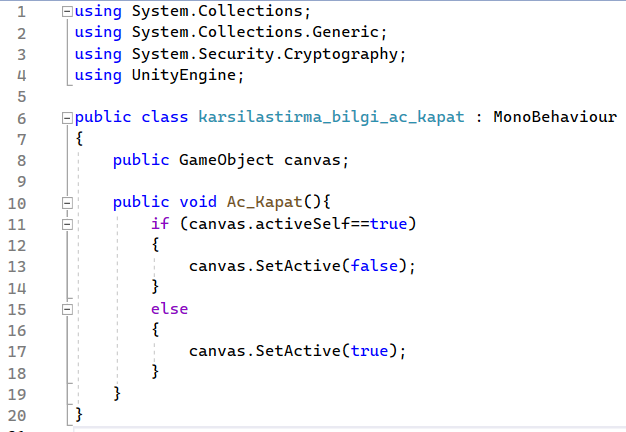 1 using System.Collections;
2 using System.Collections.Generic;
3 using System.Security.Cryptography;
4 using UnityEngine;
5
6 public class karsilastirma_bilgi_ac_kapat : MonoBehaviour
7 {
8 public GameObject canvas;
9
10 public void Ac_Kapat(){
11 if (canvas.activeSelf==true)
12 {
13 canvas.SetActive(false);
14 }
15 else
16 {
17 canvas.SetActive(true);
18 }
19 }
20 }